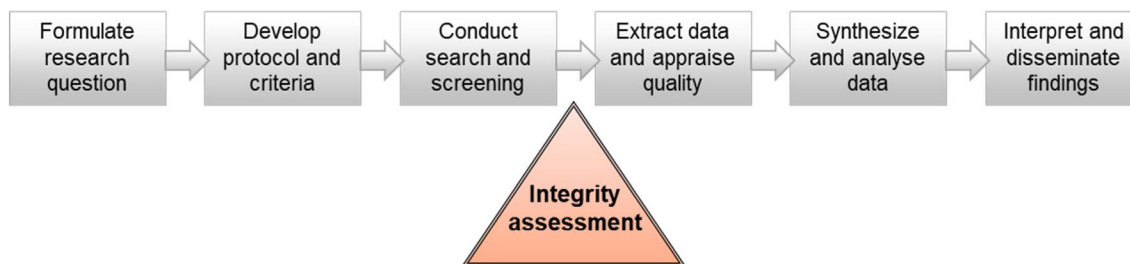 Formulate
research
question
Develop
protocol and
criteria
Conduct
search and
screening
Extract data
and appraise
quality
Synthesize
and analyse
data
Interpret and
disseminate
findings
Integrity
assessment